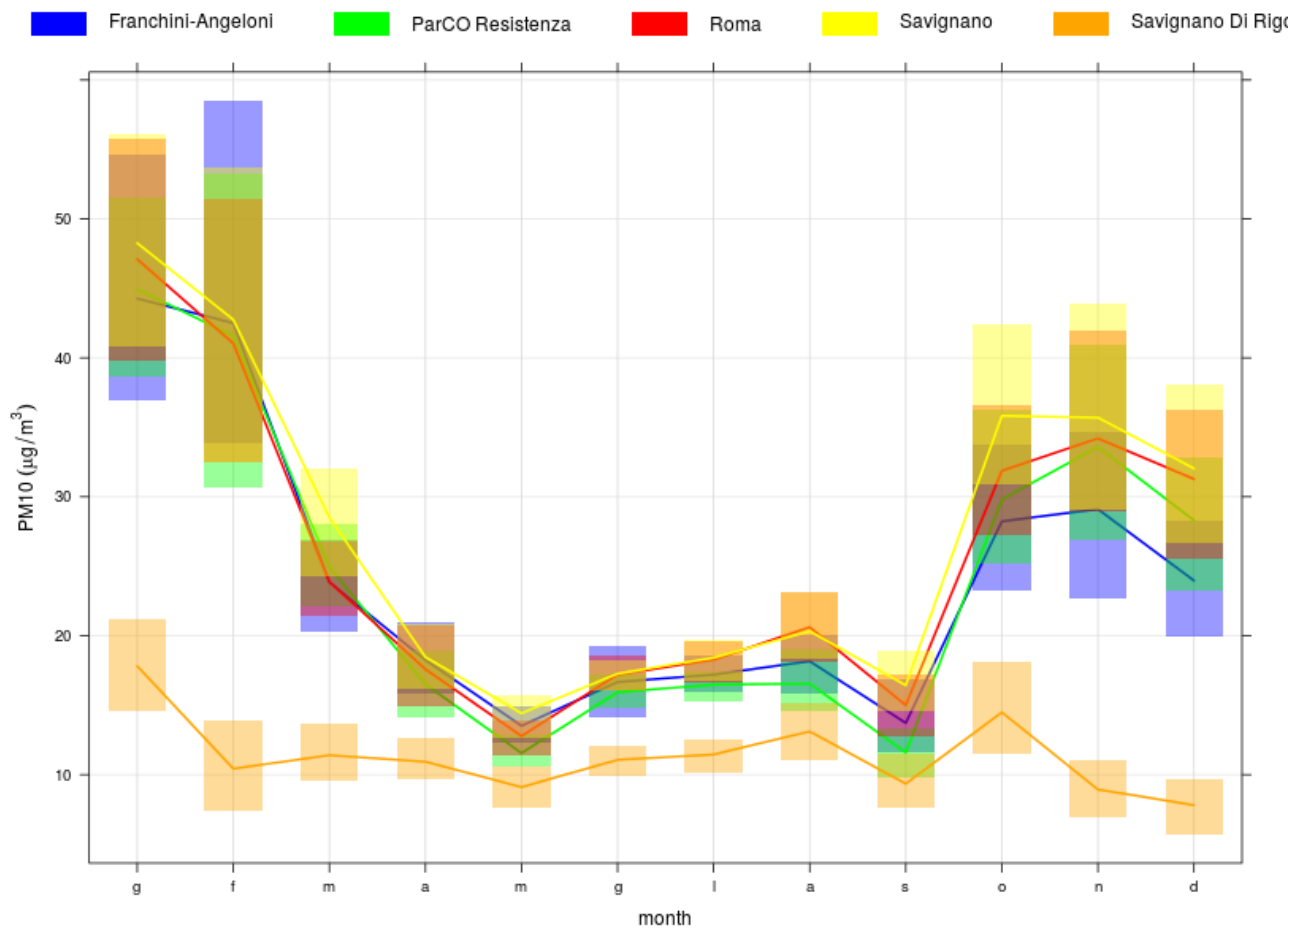 Franchini-Angeloni ParCO Resistenza Roma Savignano Savignano Di Rigo
PM10 (µg/m³)
50
40
30
20
10
g f m a m g l a s o n d
month